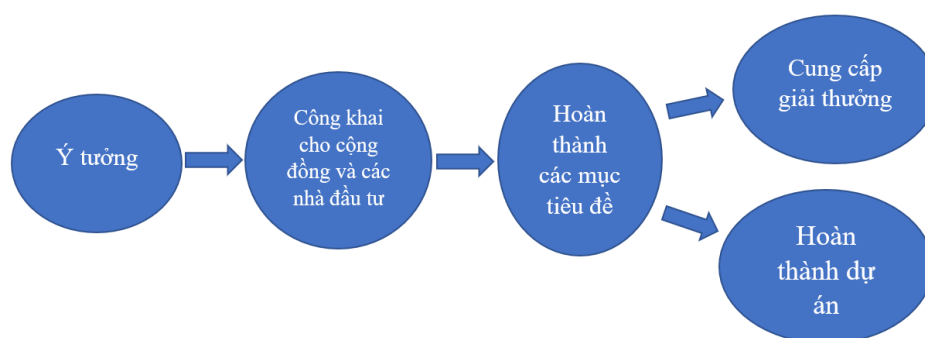 Ý tưởng
Công khai
cho cộng
đồng và các
nhà đầu tư
Hoàn
thành
các mục
tiêu đề
Cung cấp
giải thưởng
Hoàn
thành dự
án